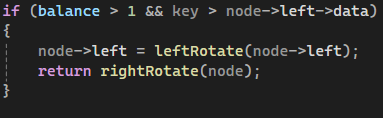 if (balance > 1 && key > node->left->data)
{
    node->left = leftRotate(node->left);
    return rightRotate(node);
}